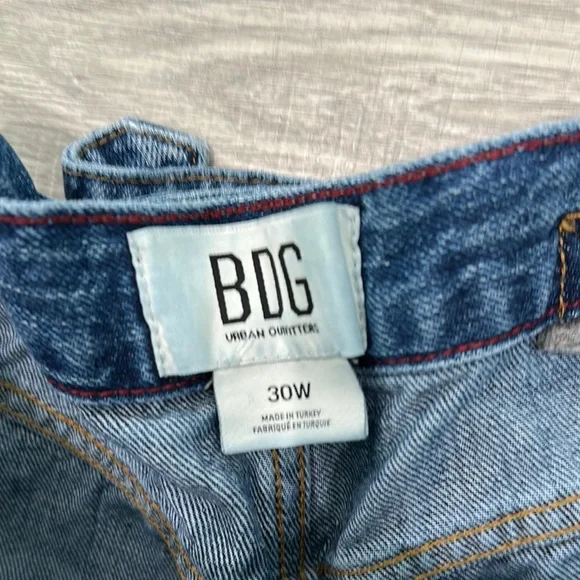 BDG
URBAN OUTFITTERS
30W
MADE IN TURKEY
FABRIQUÉ EN TURQUIE